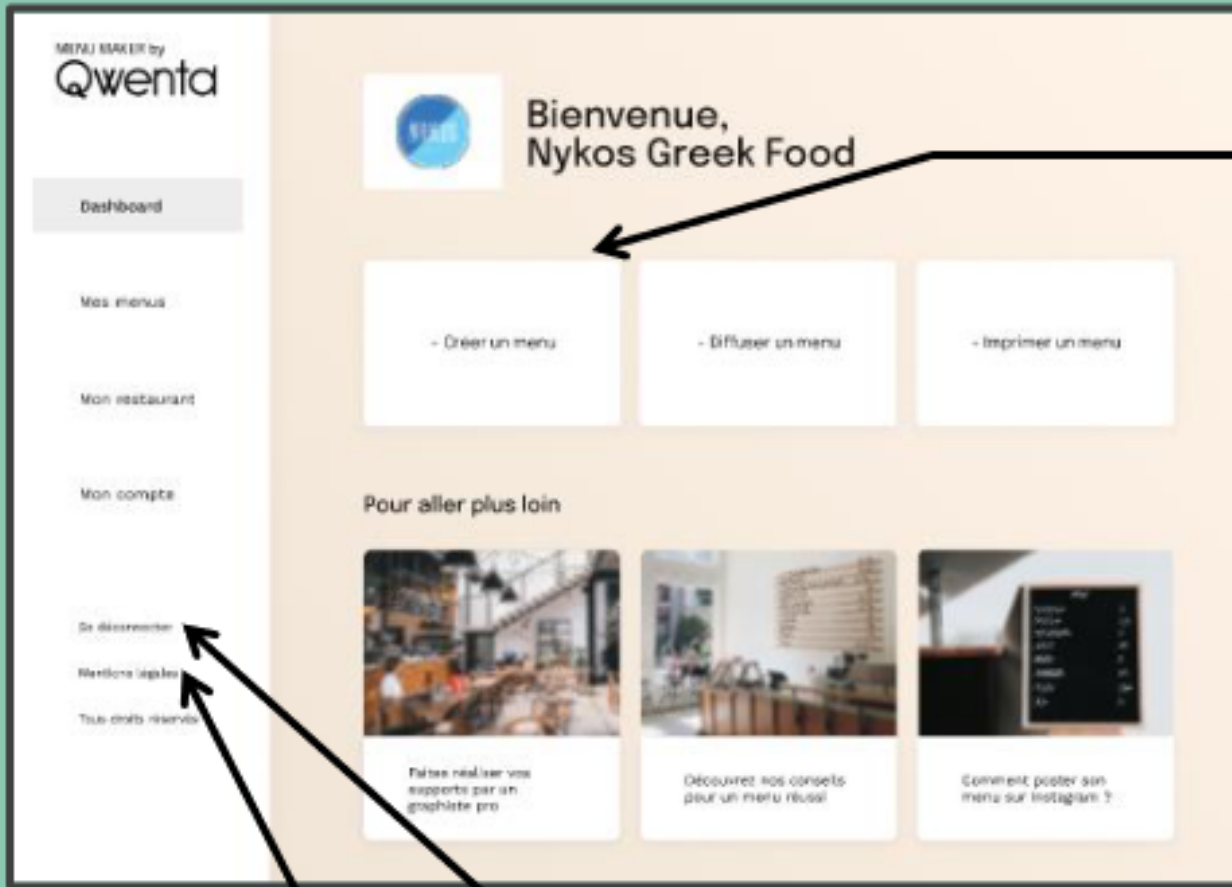 MENU MAKER by
Qwenta
Dashboard
Mes menus
Mon restaurant
Mon compte
Se déconnecter
Mentions légales
Tous droits réservés
Bienvenue,
Nykos Greek Food
- Créer un menu
- Diffuser un menu
- Imprimer un menu
Pour aller plus loin
Faites réaliser vos
supports par un
graphiste pro
Découvrez nos conseils
pour un menu réussi
Comment poster son
menu sur Instagram ?